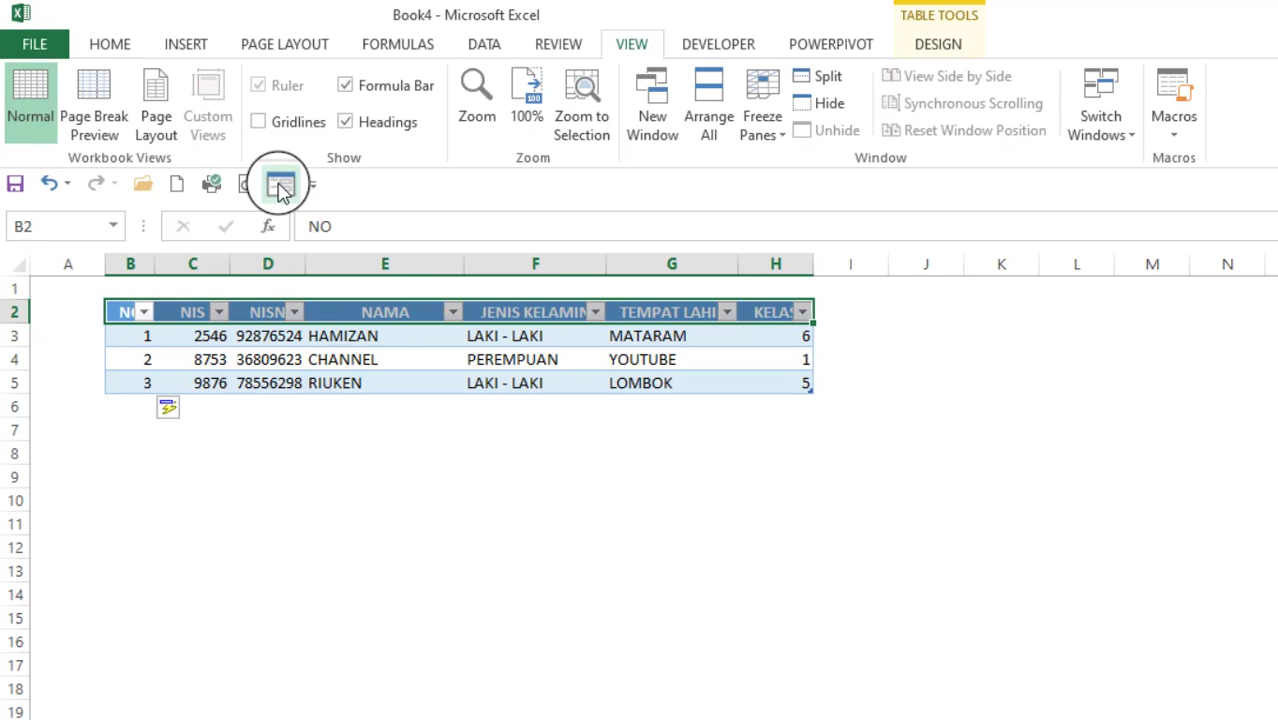 Book4 - Microsoft Excel
TABLE TOOLS
FILE HOME INSERT PAGE LAYOUT FORMULAS DATA REVIEW VIEW DEVELOPER POWERPIVOT DESIGN
Normal
Page Break Preview
Page Layout
Custom Views
Workbook Views
Ruler
Formula Bar
Gridlines
Headings
Show
Zoom
100
100%
Zoom to Selection
Zoom
New Window
Arrange All
Freeze Panes
Split
Hide
Unhide
View Side by Side
Synchronous Scrolling
Reset Window Position
Window
Switch Windows
Macros
Macros
B2 fx NO
A B C D E F G H I J K L M N
1
2 NO NIS NISN NAMA JENIS KELAMIN TEMPAT LAHI KELAS
3 1 2546 92876524 HAMIZAN LAKI - LAKI MATARAM 6
4 2 8753 36809623 CHANNEL PEREMPUAN YOUTUBE 1
5 3 9876 78556298 RIUKEN LAKI - LAKI LOMBOK 5
6
7
8
9
10
11
12
13
14
15
16
17
18
19